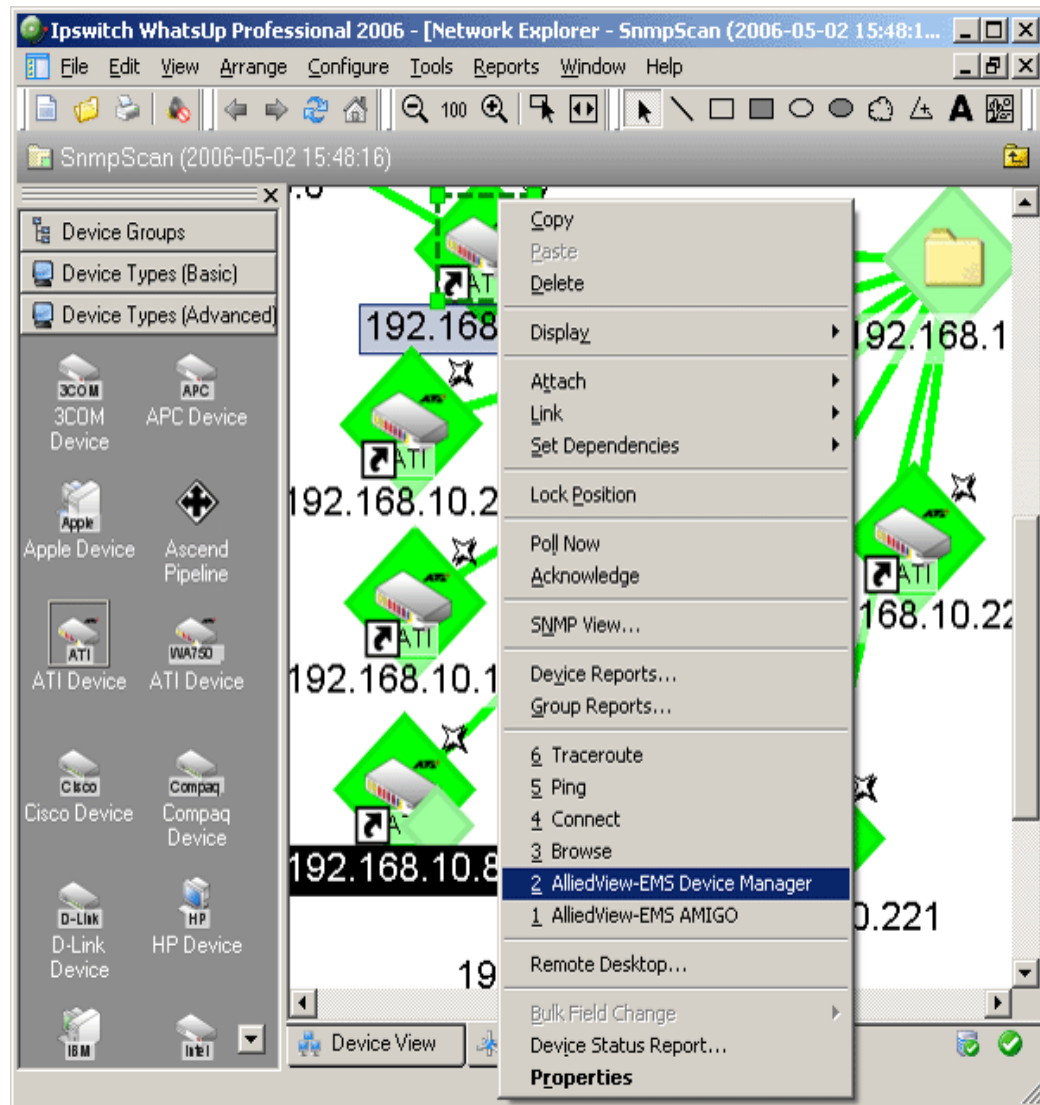 Ipswitch WhatsUp Professional 2006 - [Network Explorer - SnmpScan (2006-05-02 15:48:1...
File Edit View Arrange Configure Tools Reports Window Help
100
A
SnmpScan (2006-05-02 15:48:16)
x
Device Groups
Device Types (Basic)
Device Types (Advanced)
3COM
3COM Device
APC
APC Device
Apple
Apple Device
Ascend Pipeline
ATI
ATI Device
WA750
ATI Device
Cisco
Cisco Device
Compaq
Compaq Device
D-Link
D-Link Device
HP
HP Device
IBM
Intel
AT
192.168
ATI
192.168.10.2
ATI
192.168.10.1
A
192.168.10.8
19
192.168.1
ATI
168.10.22
0.221
Copy
Paste
Delete
Display
Attach
Link
Set Dependencies
Lock Position
Poll Now
Acknowledge
SNMP View...
Device Reports...
Group Reports...
6 Traceroute
5 Ping
4 Connect
3 Browse
2 AlliedView-EMS Device Manager
1 AlliedView-EMS AMIGO
Remote Desktop...
Bulk Field Change
Device Status Report...
Properties
Device View